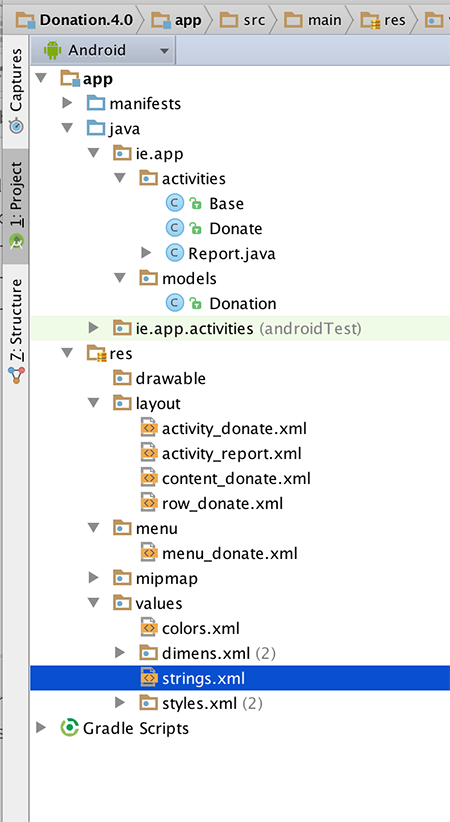 Donation.4.0 app src main res
Android
Captures
1: Project
7: Structure
app
manifests
java
ie.app
activities
C Base
C Donate
C Report.java
models
C Donation
ie.app.activities (androidTest)
res
drawable
layout
activity_donate.xml
activity_report.xml
content_donate.xml
row_donate.xml
menu
menu_donate.xml
mipmap
values
colors.xml
dimens.xml (2)
strings.xml
styles.xml (2)
Gradle Scripts